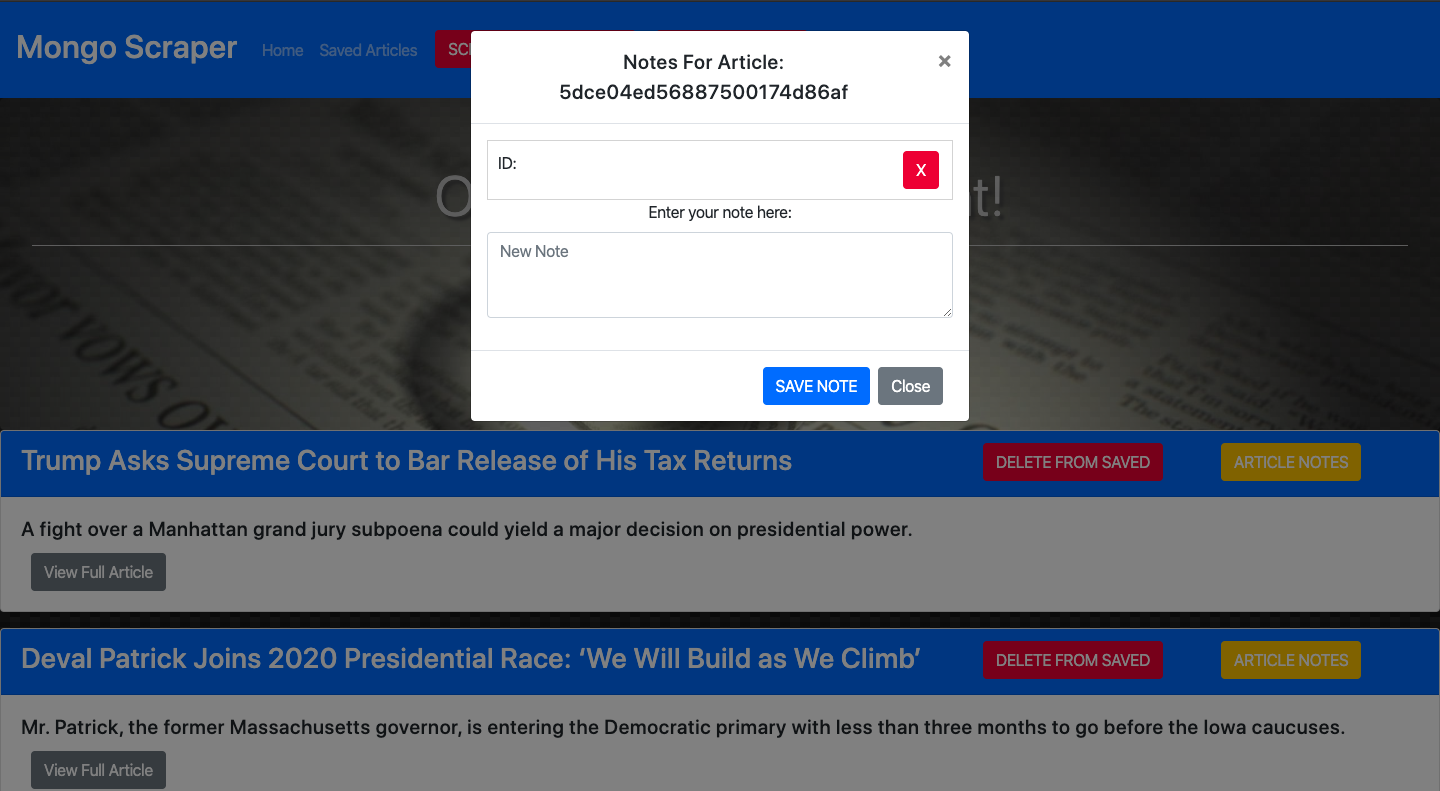 Mongo Scraper
Home
Saved Articles
Notes For Article:
5dce04ed56887500174d86af
×
ID:
X
Enter your note here:
New Note
SAVE NOTE
Close
Trump Asks Supreme Court to Bar Release of His Tax Returns
DELETE FROM SAVED
ARTICLE NOTES
A fight over a Manhattan grand jury subpoena could yield a major decision on presidential power.
View Full Article
Deval Patrick Joins 2020 Presidential Race: ‘We Will Build as We Climb’
DELETE FROM SAVED
ARTICLE NOTES
Mr. Patrick, the former Massachusetts governor, is entering the Democratic primary with less than three months to go before the Iowa caucuses.
View Full Article